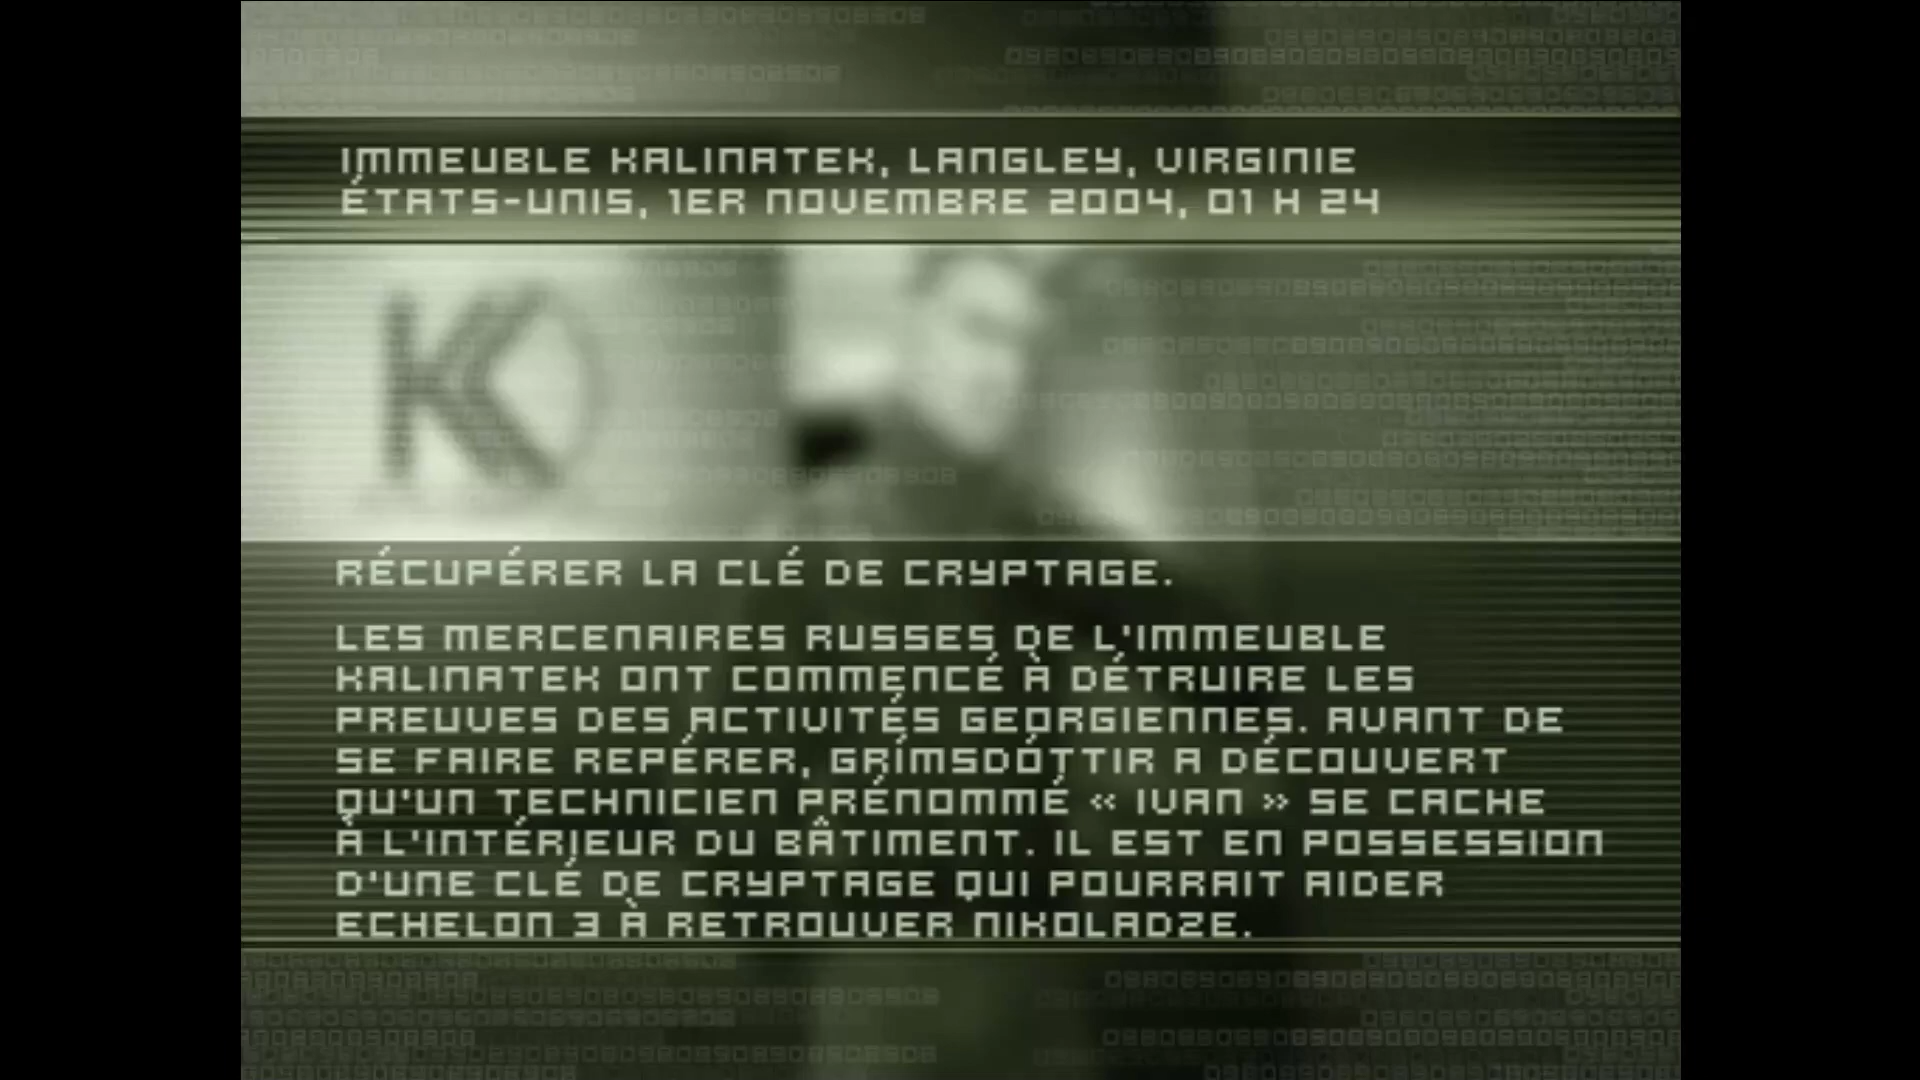 IMMEUBLE KALINATEK, LANGLEY, VIRGINIE
ÉTATS-UNIS, 1ER NOVEMBRE 2004, 01 H 24
K
RÉCUPÉRER LA CLÉ DE CRYPTAGE.
LES MERCENAIRES RUSSES DE L'IMMEUBLE
KALINATEK ONT COMMENCÉ À DÉTRUIRE LES
PREUVES DES ACTIVITÉS GEORGIENNES. AVANT DE
SE FAIRE REPÉRER, GRÍMSDÓTTIR A DÉCOUVERT
QU'UN TECHNICIEN PRÉNOMMÉ « IVAN » SE CACHE
À L'INTÉRIEUR DU BÂTIMENT. IL EST EN POSSESSION
D'UNE CLÉ DE CRYPTAGE QUI POURRAIT AIDER
ECHELON 3 À RETROUVER NIKOLADZE.